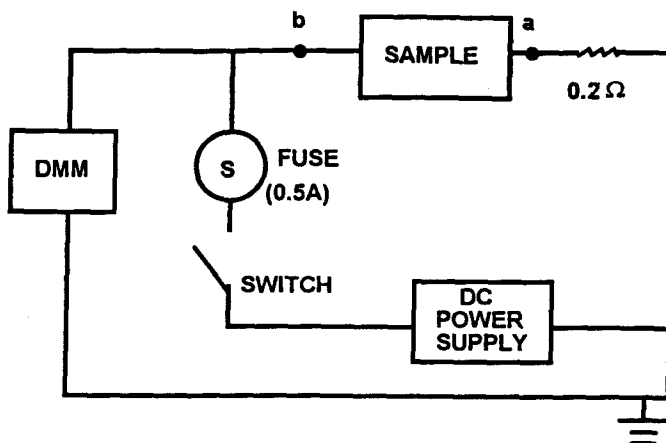 b
a
SAMPLE
0.2 Ω
DMM
S
FUSE
(0.5A)
SWITCH
DC
POWER
SUPPLY